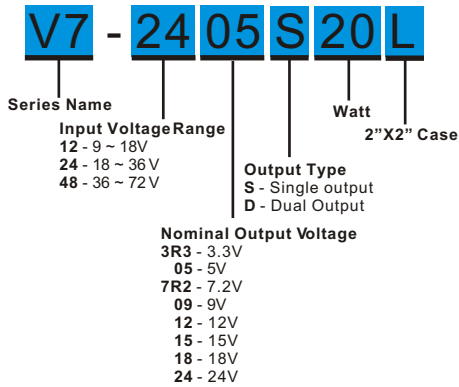 V7 - 24 05 S 20 L
Series Name
Watt
2”X2” Case
Input Voltage Range
12 - 9 ~ 18V
24 - 18 ~ 36 V
48 - 36 ~ 72 V
Output Type
S - Single output
D - Dual Output
Nominal Output Voltage
3R3 - 3.3V
05 - 5V
7R2 - 7.2V
09 - 9V
12 - 12V
15 - 15V
18 - 18V
24 - 24V